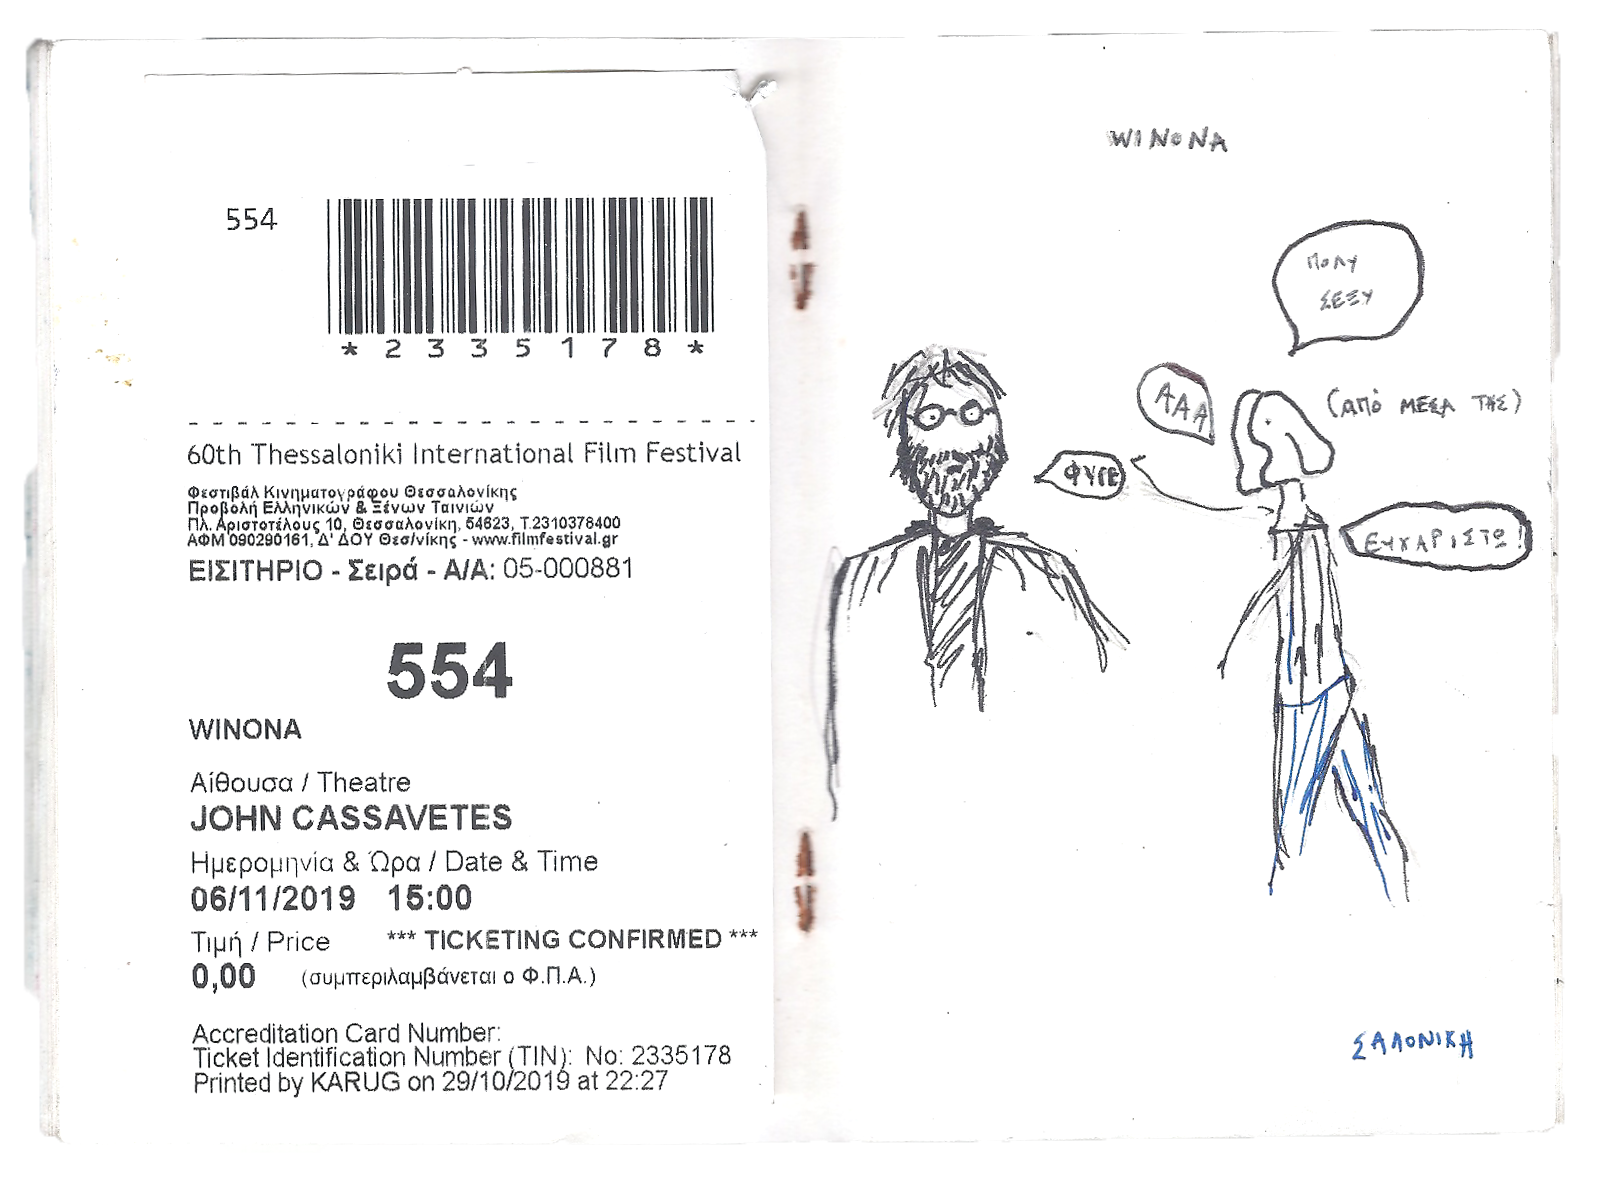 554
*2335178*
60th Thessaloniki International Film Festival
Φεστιβάλ Κινηματογράφου Θεσσαλονίκης
Προβολή Ελληνικών & Ξένων Ταινιών
Πλ. Αριστοτέλους 10, Θεσσαλονίκη, 54623, Τ.2310378400
ΑΦΜ 090290161, Δ' ΔΟΥ Θεσ/νίκης - www.filmfestival.gr
ΕΙΣΙΤΗΡΙΟ - Σειρά - Α/Α: 05-000881
554
WINONA
Αίθουσα / Theatre
JOHN CASSAVETES
Ημερομηνία & Ώρα / Date & Time
06/11/2019 15:00
Τιμή / Price *** TICKETING CONFIRMED ***
0,00 (συμπεριλαμβάνεται ο Φ.Π.Α.)
Accreditation Card Number:
Ticket Identification Number (TIN): No: 2335178
Printed by KARUG on 29/10/2019 at 22:27
WINONA
ΠΟΛΥ
ΣΕΞΥ
ΑΑΑ
(ΑΠό ΜΕΣΑ ΤΗΣ)
ΦΥΓΕ
ΕΥΧΑΡΙΣΤΩ!
ΣΑΛΟΝΙΚΗ